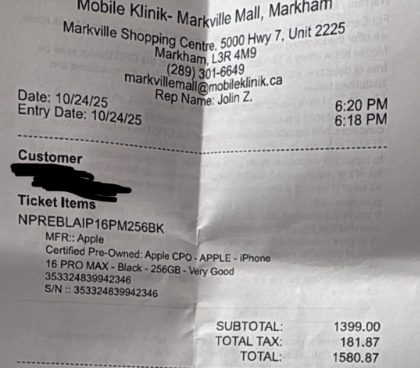 Mobile Klinik- Markville Mall, Markham
Markville Shopping Centre, 5000 Hwy 7, Unit 2225
Markham, L3R 4M9
(289) 301-6649
markvillemall@mobileklinik.ca
Rep Name: Jolin Z.
Date: 10/24/25 6:20 PM
Entry Date: 10/24/25 6:18 PM
Customer
Ticket Items
NPREBLAIP16PM256BK
MFR:: Apple
Certified Pre-Owned: Apple CPO - APPLE - iPhone
16 PRO MAX - Black - 256GB - Very Good
353324839942346
S/N :: 353324839942346
SUBTOTAL: 1399.00
TOTAL TAX: 181.87
TOTAL: 1580.87